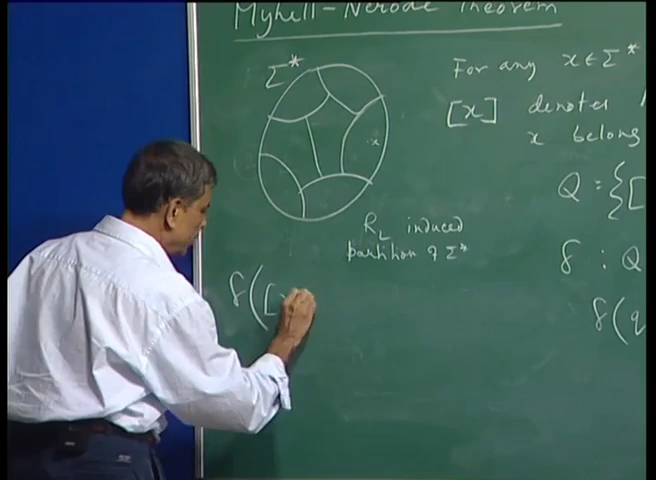 Myhill-Nerode Theorem
Σ*
For any x ∈ Σ*
[x] denotes
x belong
x
Q = {[
R_L induced
partition of Σ*
δ : Q
δ([
δ(q